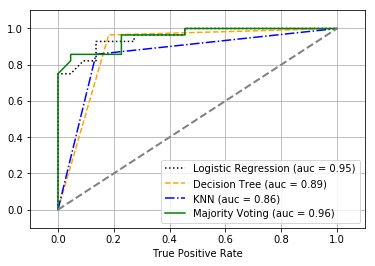 1.0
0.8
0.6
0.4
0.2
0.0
Logistic Regression (auc = 0.95)
Decision Tree (auc = 0.89)
KNN (auc = 0.86)
Majority Voting (auc = 0.96)
0.0 0.2 0.4 0.6 0.8 1.0
True Positive Rate